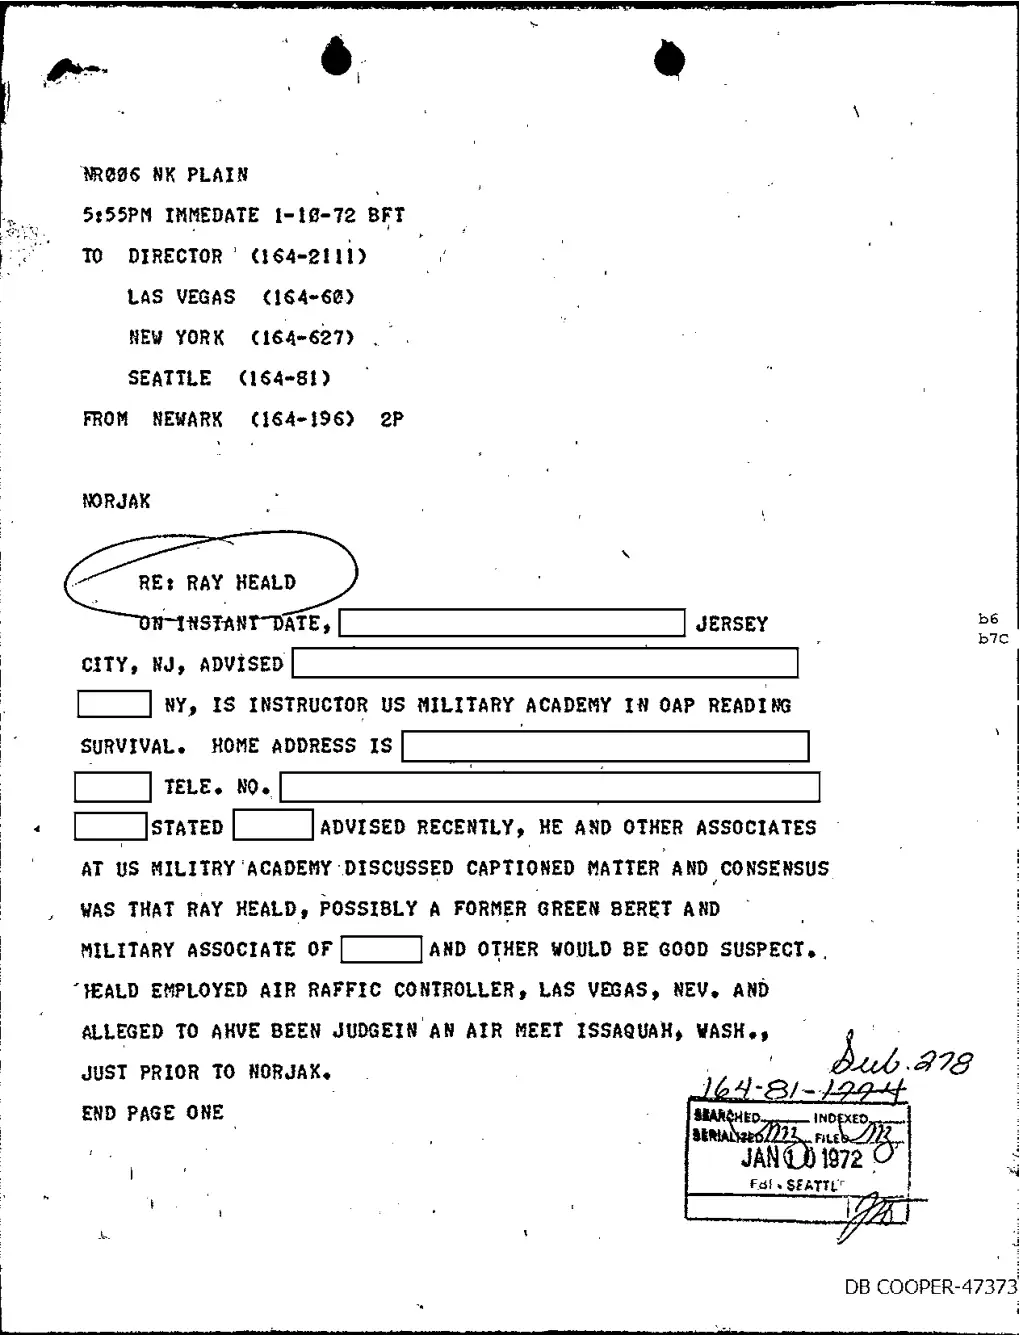 NR006 NK PLAIN
5:55PM IMMEDATE 1-10-72 BFT
TO DIRECTOR (164-2111)
LAS VEGAS (164-60)
NEW YORK (164-627)
SEATTLE (164-81)
FROM NEWARK (164-196) 2P
NORJAK
RE: RAY HEALD
ON INSTANT DATE, JERSEY
b6
b7C
CITY, NJ, ADVISED
NY, IS INSTRUCTOR US MILITARY ACADEMY IN OAP READING
SURVIVAL. HOME ADDRESS IS
TELE. NO.
STATED ADVISED RECENTLY, HE AND OTHER ASSOCIATES
AT US MILITRY ACADEMY DISCUSSED CAPTIONED MATTER AND CONSENSUS
WAS THAT RAY HEALD, POSSIBLY A FORMER GREEN BERET AND
MILITARY ASSOCIATE OF AND OTHER WOULD BE GOOD SUSPECT.
HEALD EMPLOYED AIR RAFFIC CONTROLLER, LAS VEGAS, NEV. AND
ALLEGED TO AHVE BEEN JUDGEIN AN AIR MEET ISSAQUAH, WASH.,
JUST PRIOR TO NORJAK.
END PAGE ONE
Sub. 278
164-81-1994
SEARCHED INDEXED
SERIALIZED FILED
JAN 10 1972
FBI - SEATTLE
DB COOPER-47373